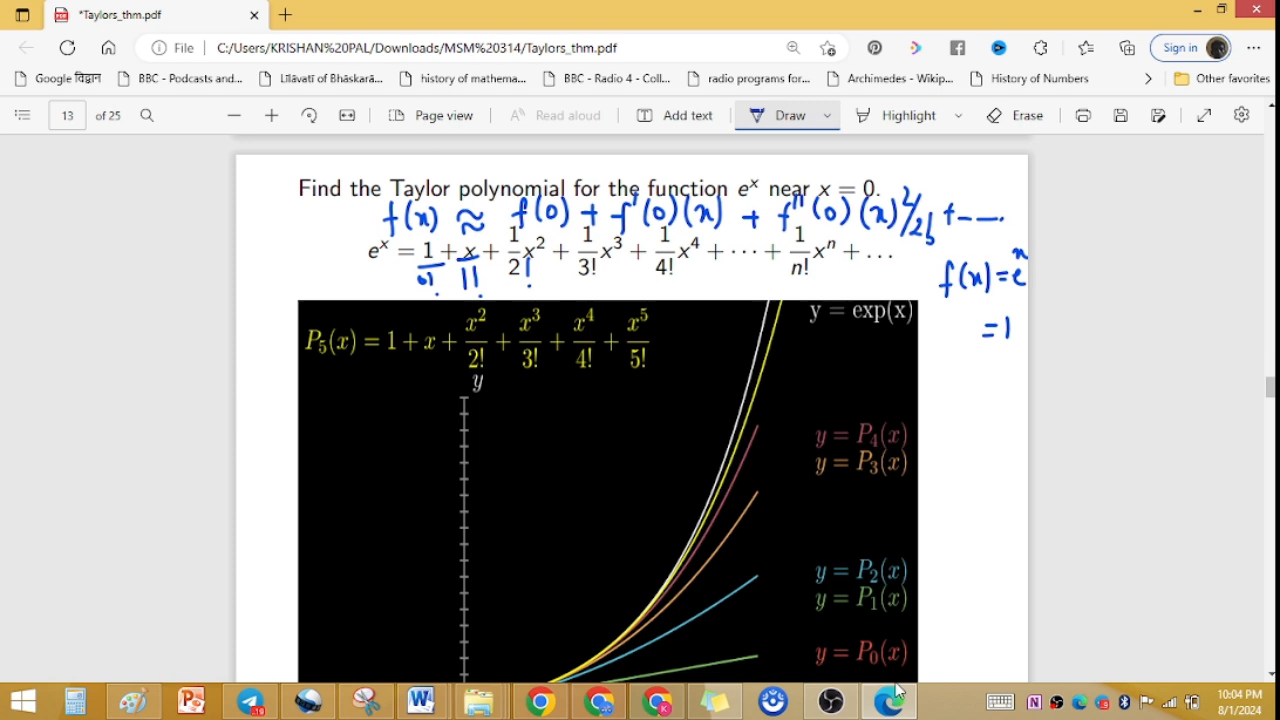 *Taylors_thm.pdf
File C:/Users/KRISHAN%20PAL/Downloads/MSM%20314/Taylors_thm.pdf Sign in
Google विद्वान BBC - Podcasts and... Līlāvatī of Bhāskarā... history of mathema... BBC - Radio 4 - Coll... radio programs for... Archimedes - Wikip... History of Numbers Other favorites
13 of 25 Page view Read aloud Add text Draw Highlight Erase
Find the Taylor polynomial for the function e^x near x = 0.
f(x) ≈ f(0) + f'(0)(x) + f''(0)(x)^2/2! + ----
e^x = 1 + x + 1/2 x^2 + 1/3! x^3 + 1/4! x^4 + ··· + 1/n! x^n + ...
0! 1! !
f(x) = e^x
= 1
P5(x) = 1 + x + x^2/2! + x^3/3! + x^4/4! + x^5/5!
y = exp(x)
y
y = P4(x)
y = P3(x)
y = P2(x)
y = P1(x)
y = P0(x)
10:04 PM
8/1/2024